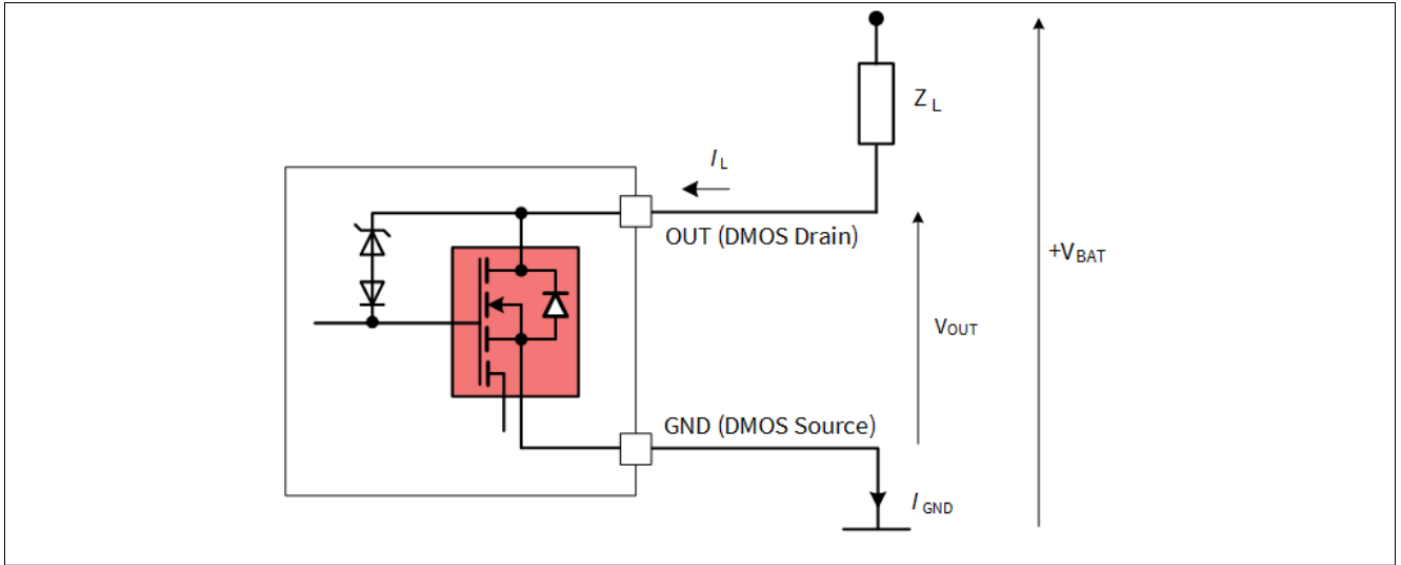 Z L
I L
OUT (DMOS Drain)
+VBAT
VOUT
GND (DMOS Source)
I GND